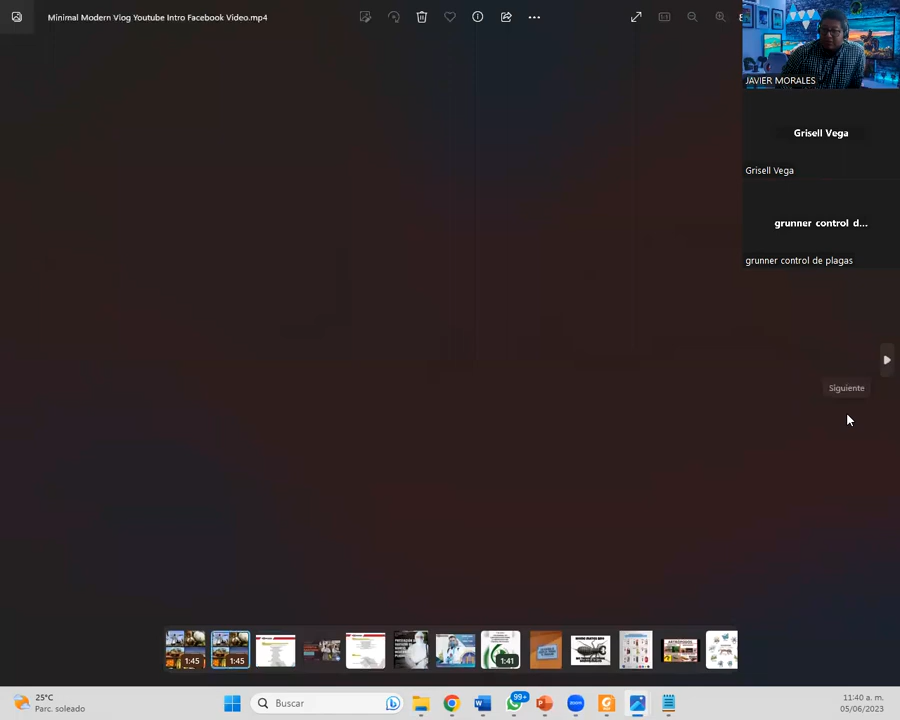 Minimal Modern Vlog Youtube Intro Facebook Video.mp4
JAVIER MORALES
Grisell Vega
Grisell Vega
grunner control d...
grunner control de plagas
Siguiente
1:45
1:45
1:41
25°C
Parc. soleado
Buscar
99+
zoom
11:40 a. m.
05/06/2023